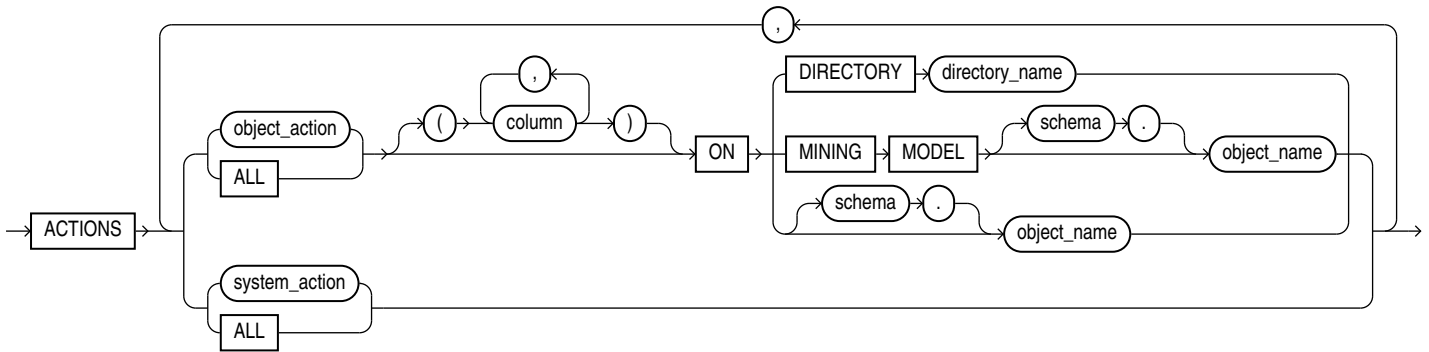 ,
, DIRECTORY directory_name
object_action ( column ) schema .
ON MINING MODEL object_name
ALL
schema .
ACTIONS object_name
system_action
ALL